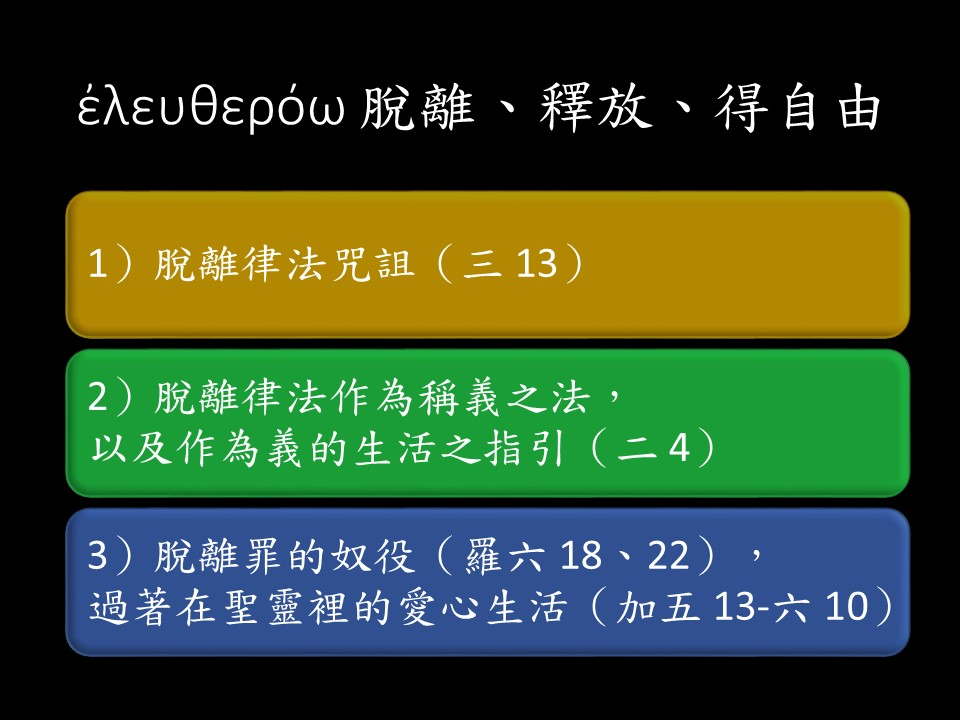 έλευθερόω 脫離、釋放、得自由
1）脫離律法咒詛（三 13）
2）脫離律法作為稱義之法，
以及作為義的生活之指引（二 4）
3）脫離罪的奴役（羅六 18、22），
過著在聖靈裡的愛心生活（加五 13-六 10）